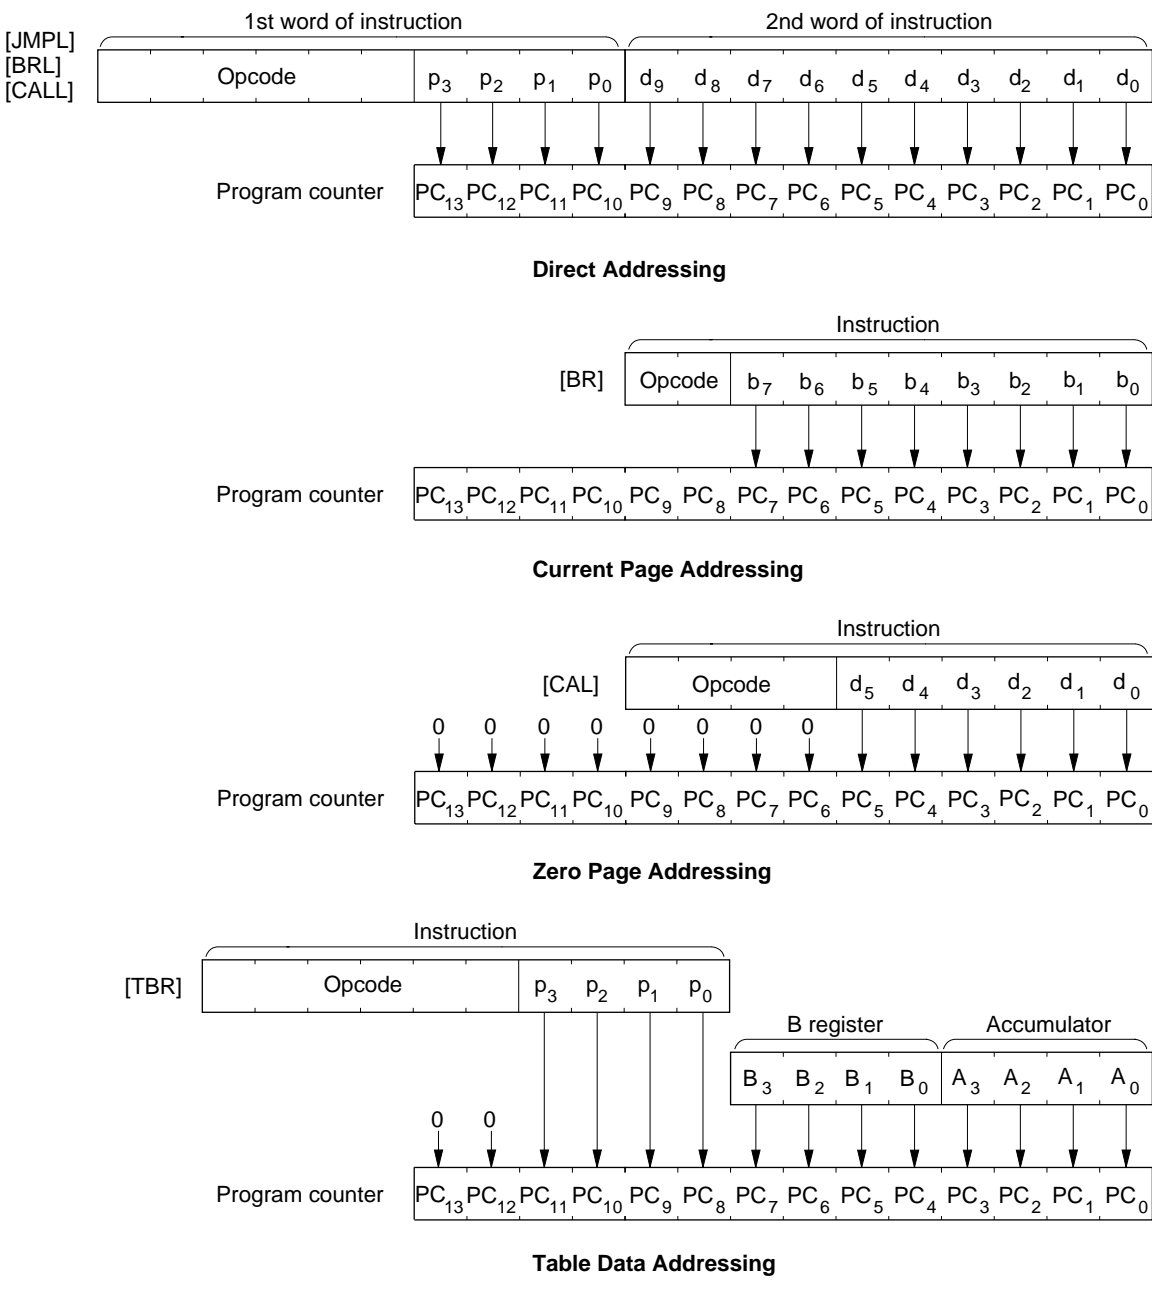 1st word of instruction 2nd word of instruction
[JMPL]
[BRL]
[CALL]
Opcode p3 p2 p1 p0 d9 d8 d7 d6 d5 d4 d3 d2 d1 d0
Program counter PC13 PC12 PC11 PC10 PC9 PC8 PC7 PC6 PC5 PC4 PC3 PC2 PC1 PC0
Direct Addressing
Instruction
[BR] Opcode b7 b6 b5 b4 b3 b2 b1 b0
Program counter PC13 PC12 PC11 PC10 PC9 PC8 PC7 PC6 PC5 PC4 PC3 PC2 PC1 PC0
Current Page Addressing
Instruction
[CAL] Opcode d5 d4 d3 d2 d1 d0
0 0 0 0 0 0 0 0
Program counter PC13 PC12 PC11 PC10 PC9 PC8 PC7 PC6 PC5 PC4 PC3 PC2 PC1 PC0
Zero Page Addressing
Instruction
[TBR] Opcode p3 p2 p1 p0
B register Accumulator
B3 B2 B1 B0 A3 A2 A1 A0
0 0
Program counter PC13 PC12 PC11 PC10 PC9 PC8 PC7 PC6 PC5 PC4 PC3 PC2 PC1 PC0
Table Data Addressing